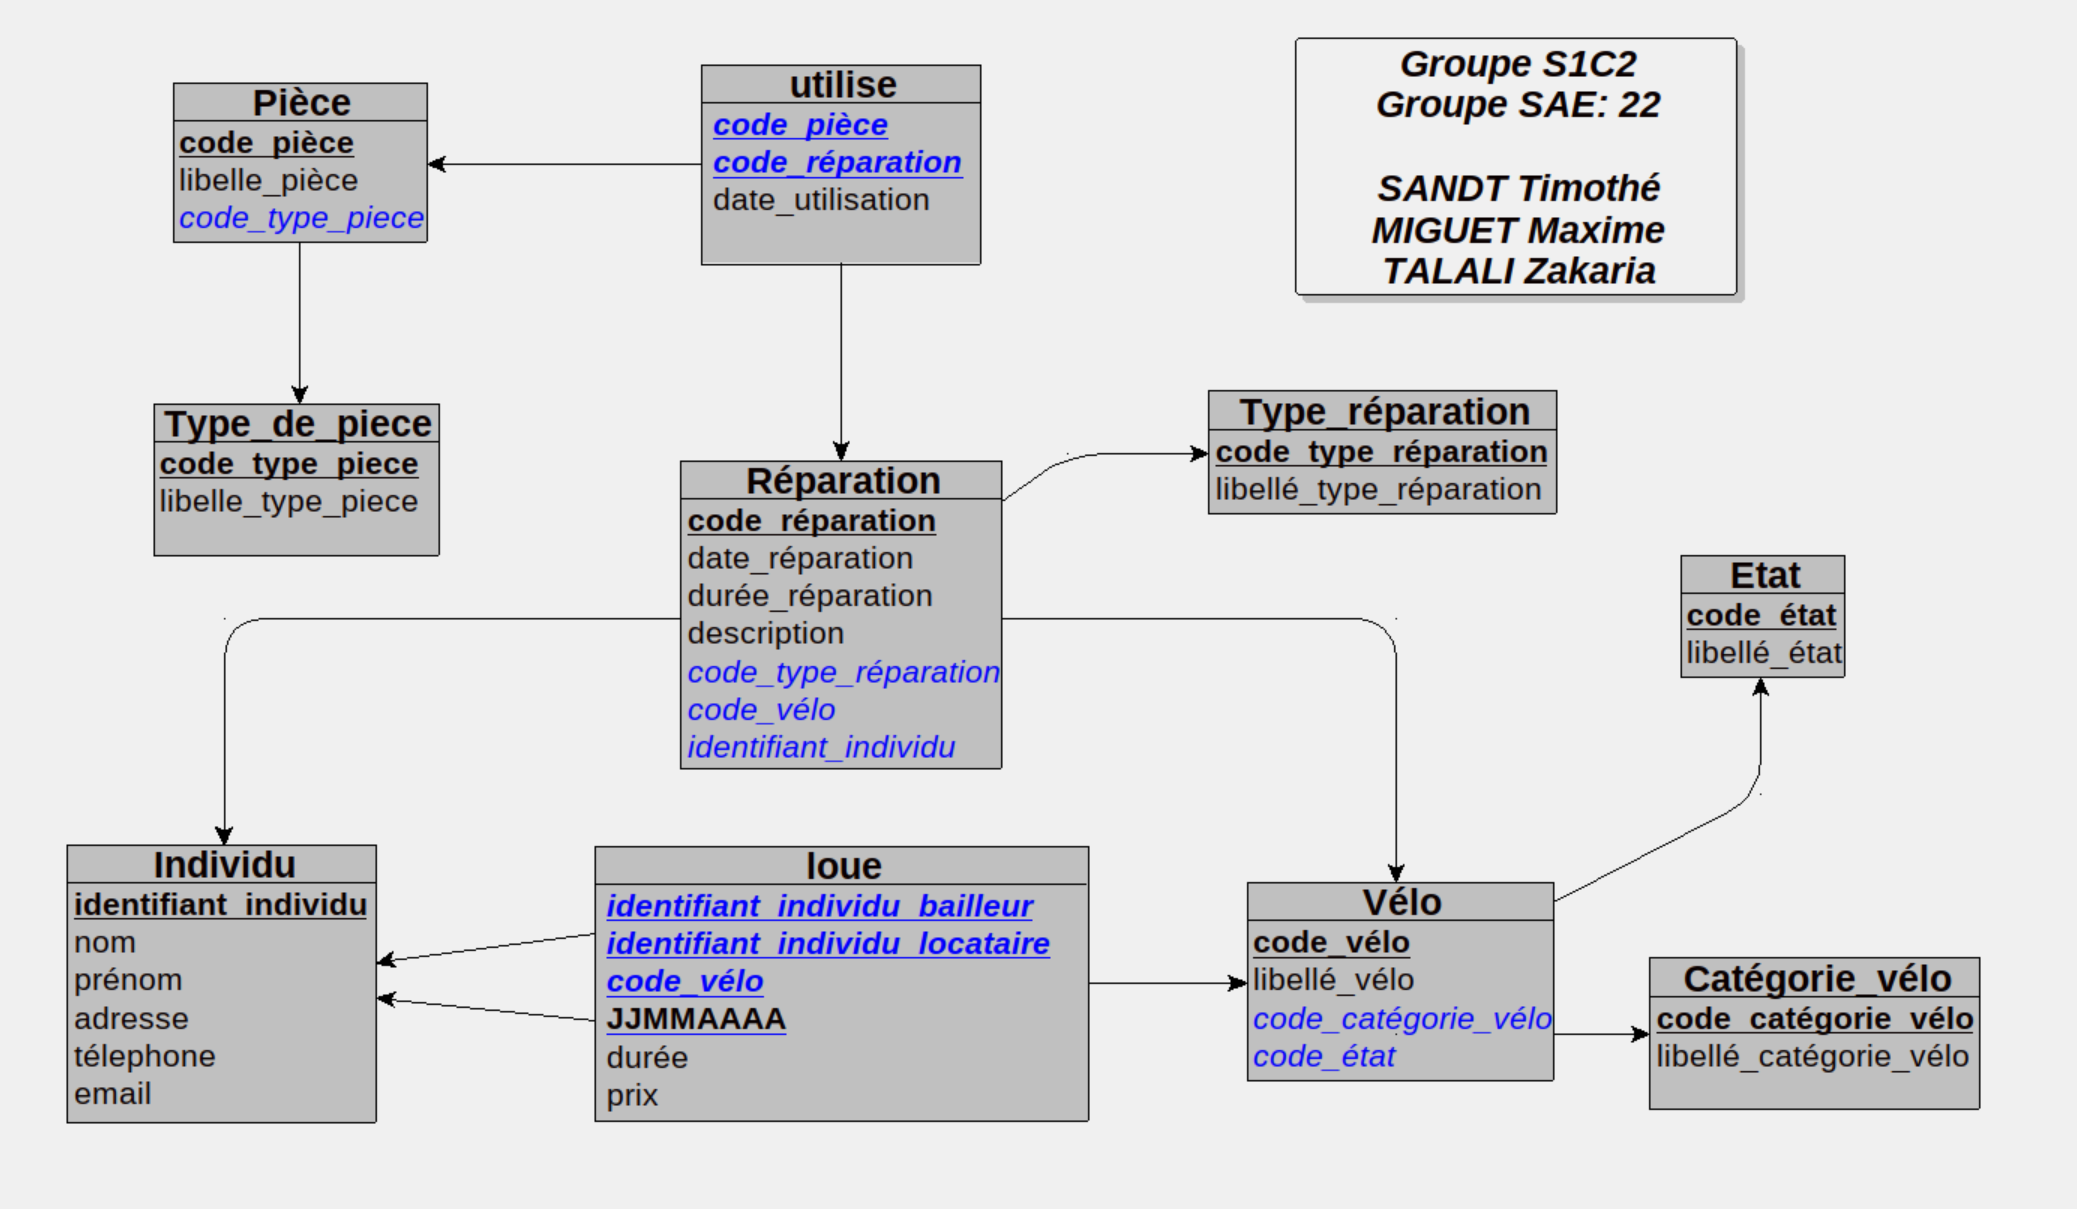 Pièce
code_pièce
libelle_pièce
code_type_piece
utilise
code_pièce
code_réparation
date_utilisation
Groupe S1C2
Groupe SAE: 22
SANDT Timothé
MIGUET Maxime
TALALI Zakaria
Type_de_piece
code_type_piece
libelle_type_piece
Réparation
code_réparation
date_réparation
durée_réparation
description
code_type_réparation
code_vélo
identifiant_individu
Type_réparation
code_type_réparation
libellé_type_réparation
Etat
code_état
libellé_état
Individu
identifiant_individu
nom
prénom
adresse
télephone
email
loue
identifiant_individu_bailleur
identifiant_individu_locataire
code_vélo
JJMMAAAA
durée
prix
Vélo
code_vélo
libellé_vélo
code_catégorie_vélo
code_état
Catégorie_vélo
code_catégorie_vélo
libellé_catégorie_vélo